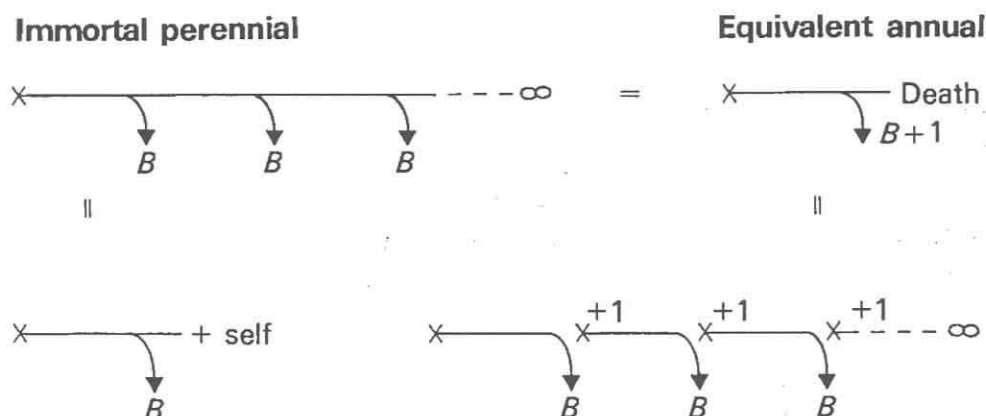 Immortal perennial Equivalent annual
∞ = Death
B B B B + 1
= =
+1 +1 +1
+ self ∞
B B B B